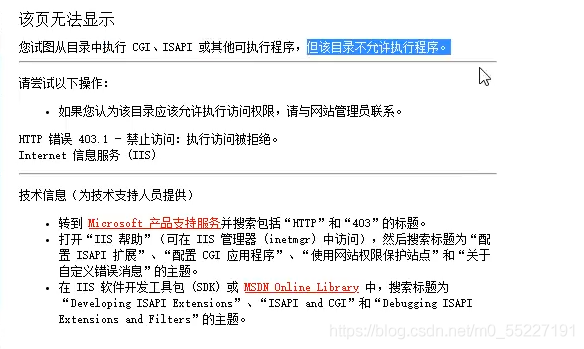 该页无法显示
您试图从目录中执行 CGI、ISAPI 或其他可执行程序，但该目录不允许执行程序。
请尝试以下操作:
• 如果您认为该目录应该允许执行访问权限，请与网站管理员联系。
HTTP 错误 403.1 - 禁止访问: 执行访问被拒绝。
Internet 信息服务 (IIS)
技术信息（为技术支持人员提供）
• 转到 Microsoft 产品支持服务并搜索包括“HTTP”和“403”的标题。
• 打开“IIS 帮助”（可在 IIS 管理器 (inetmgr) 中访问），然后搜索标题为“配
置 ISAPI 扩展”、“配置 CGI 应用程序”、“使用网站权限保护站点”和“关于
自定义错误消息”的主题。
• 在 IIS 软件开发工具包 (SDK) 或 MSDN Online Library 中，搜索标题为
“Developing ISAPI Extensions”、“ISAPI and CGI”和“Debugging ISAPI
Extensions and Filters”的主题。
https://blog.csdn.net/m0_55227191